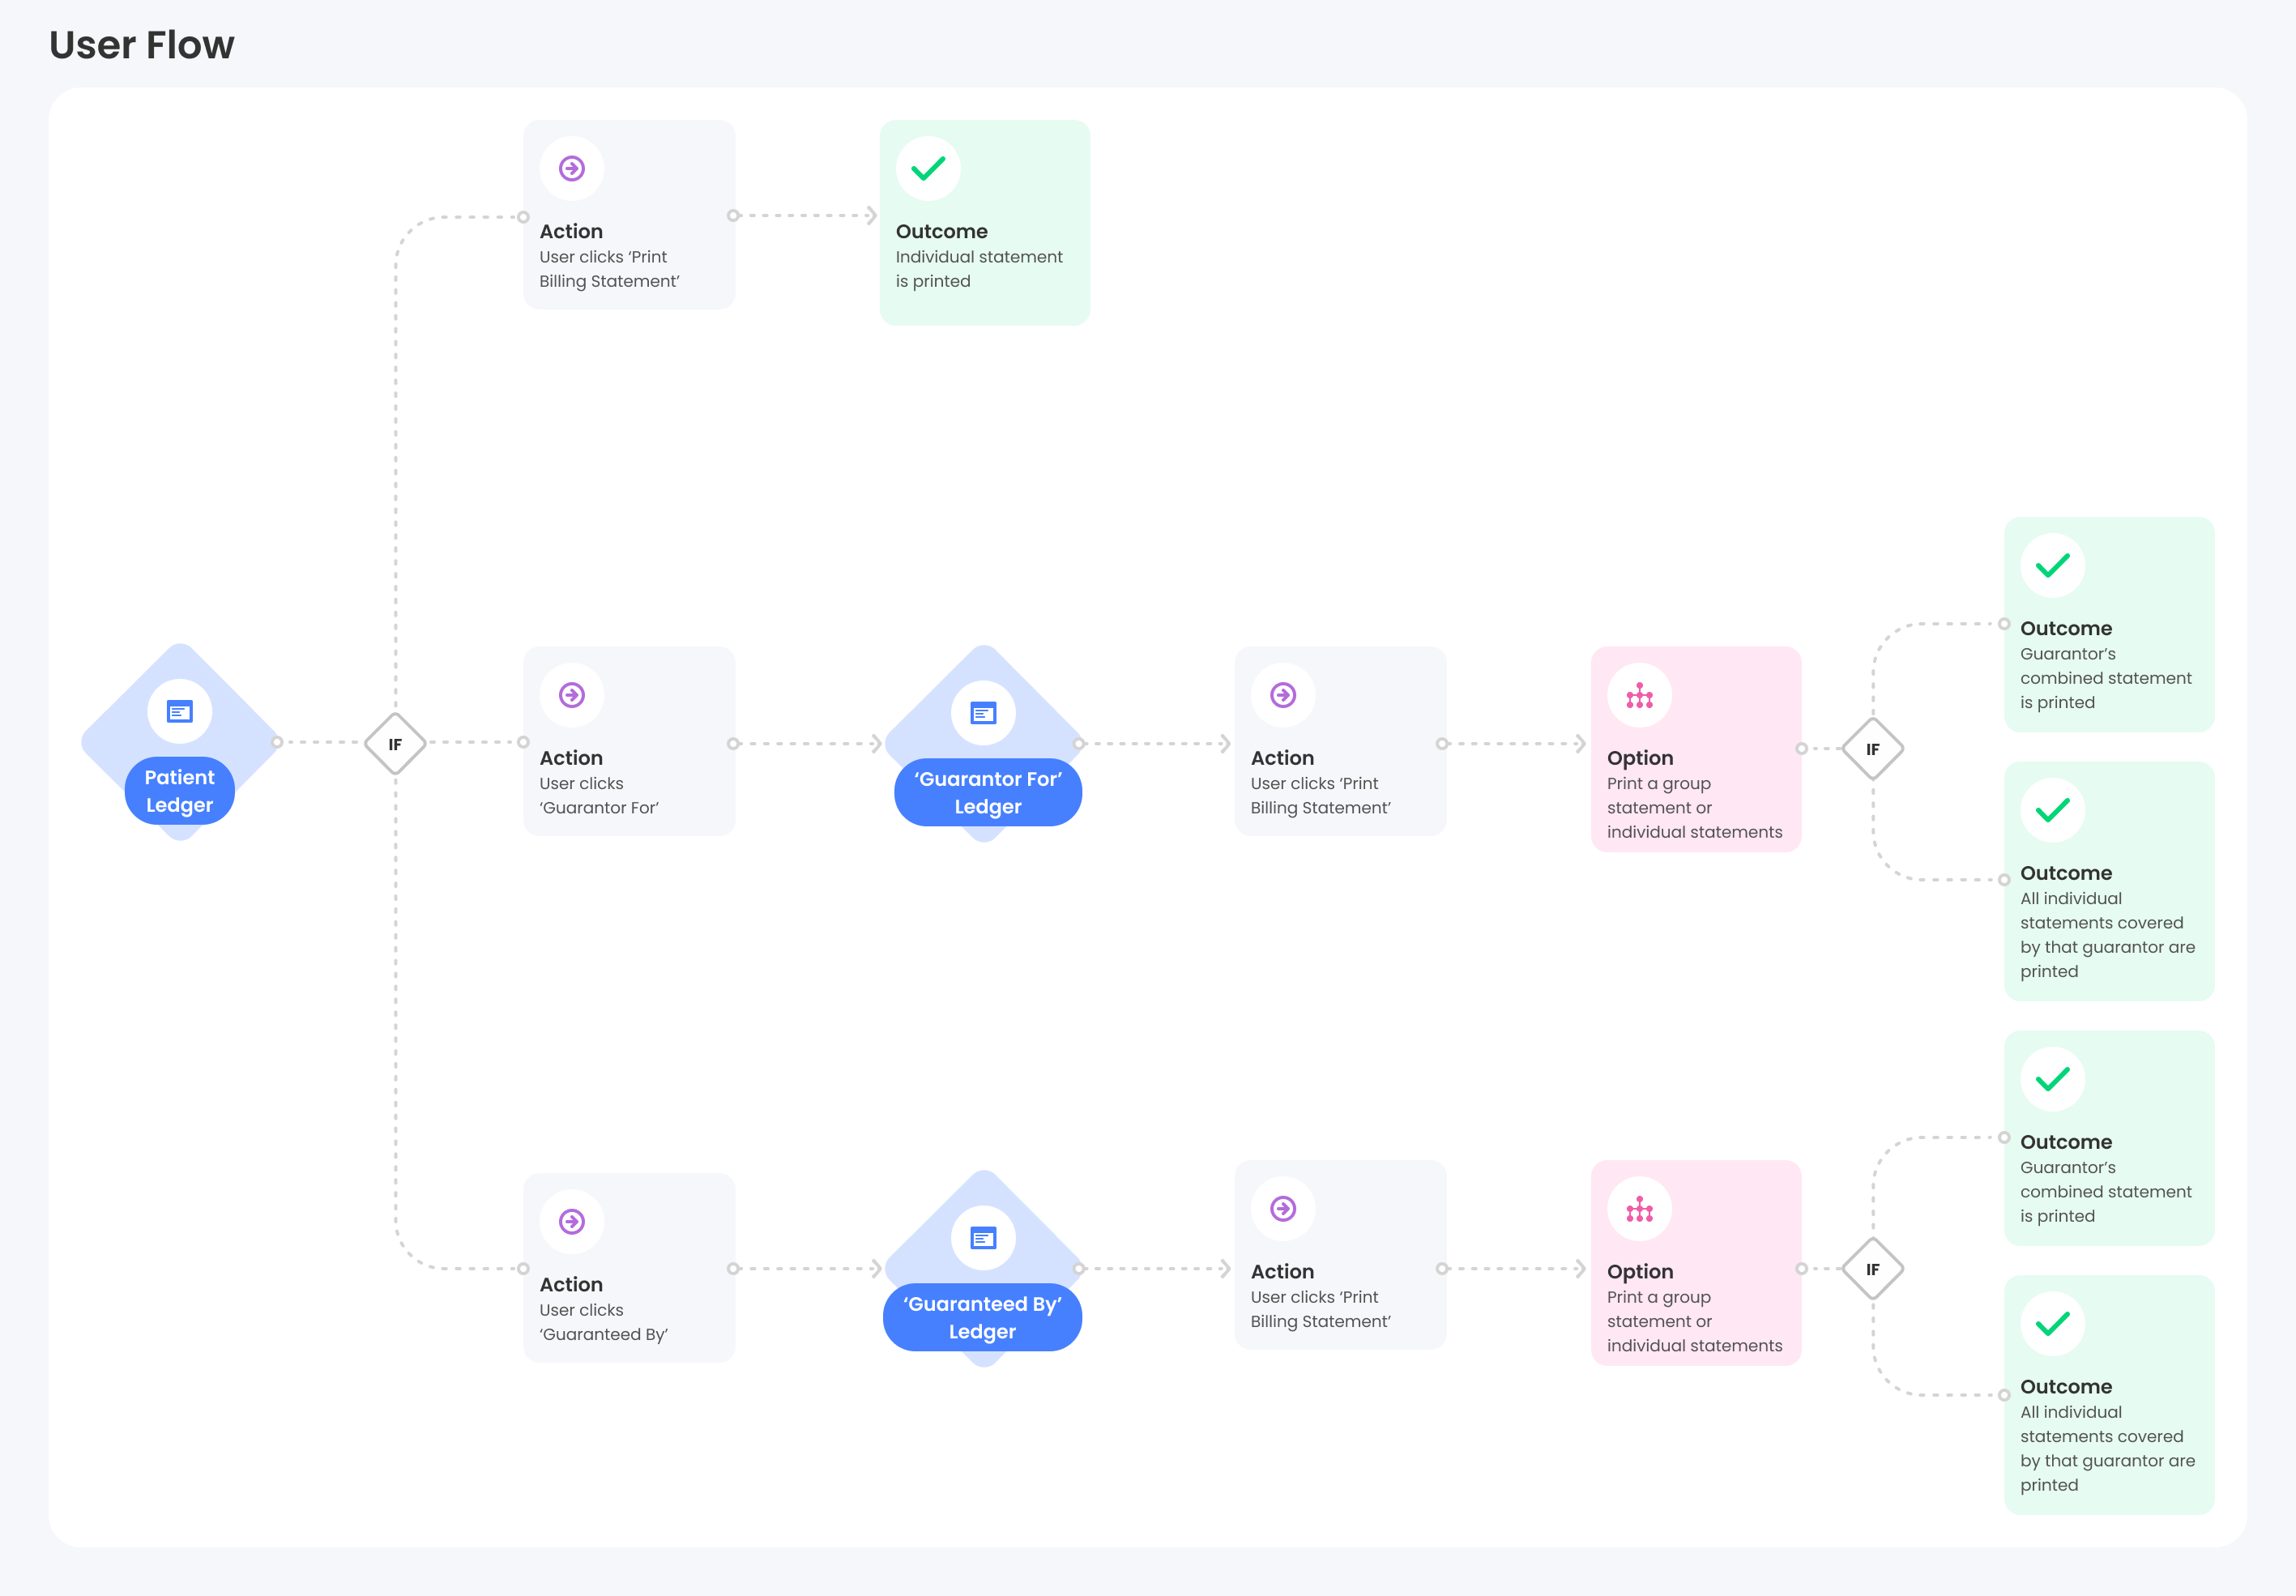 User Flow
Action
User clicks ‘Print
Billing Statement’
Outcome
Individual statement
is printed
Patient
Ledger
IF
Action
User clicks
‘Guarantor For’
‘Guarantor For’
Ledger
Action
User clicks ‘Print
Billing Statement’
Option
Print a group
statement or
individual statements
IF
Outcome
Guarantor’s
combined statement
is printed
Outcome
All individual
statements covered
by that guarantor are
printed
Action
User clicks
‘Guaranteed By’
‘Guaranteed By’
Ledger
Action
User clicks ‘Print
Billing Statement’
Option
Print a group
statement or
individual statements
IF
Outcome
Guarantor’s
combined statement
is printed
Outcome
All individual
statements covered
by that guarantor are
printed